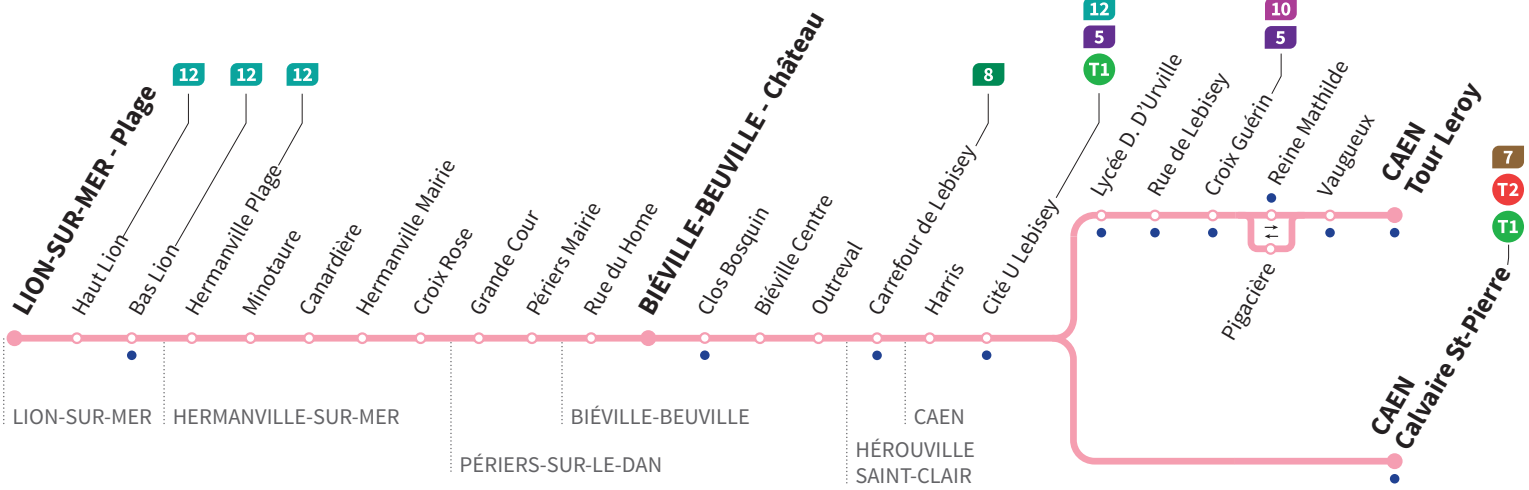 12
12
12
8
12
5
T1
10
5
7
T2
T1
LION-SUR-MER - Plage
Haut Lion
Bas Lion
Hermanville Plage
Minotaure
Canardière
Hermanville Mairie
Croix Rose
Grande Cour
Périers Mairie
Rue du Home
BIÉVILLE-BEUVILLE - Château
Clos Bosquin
Biéville Centre
Outreval
Carrefour de Lebisey
Harris
Cité U Lebisey
Lycée D. D'Urville
Rue de Lebisey
Croix Guérin
Reine Mathilde
Pigacière
Vaugueux
CAEN
Tour Leroy
CAEN
Calvaire St-Pierre
LION-SUR-MER
HERMANVILLE-SUR-MER
PÉRIERS-SUR-LE-DAN
BIÉVILLE-BEUVILLE
HÉROUVILLE
SAINT-CLAIR
CAEN